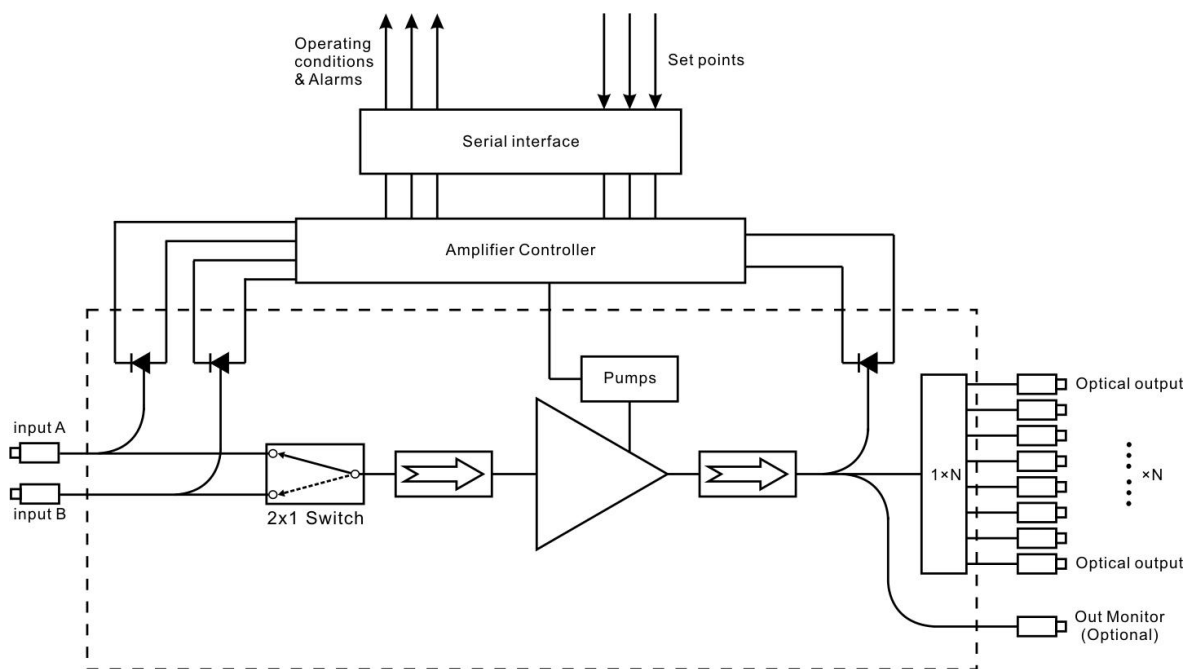 Operating
conditions
& Alarms
Set points
Serial interface
Amplifier Controller
Pumps
input A
input B
2x1 Switch
1×N
Optical output
×N
Optical output
Out Monitor
(Optional)